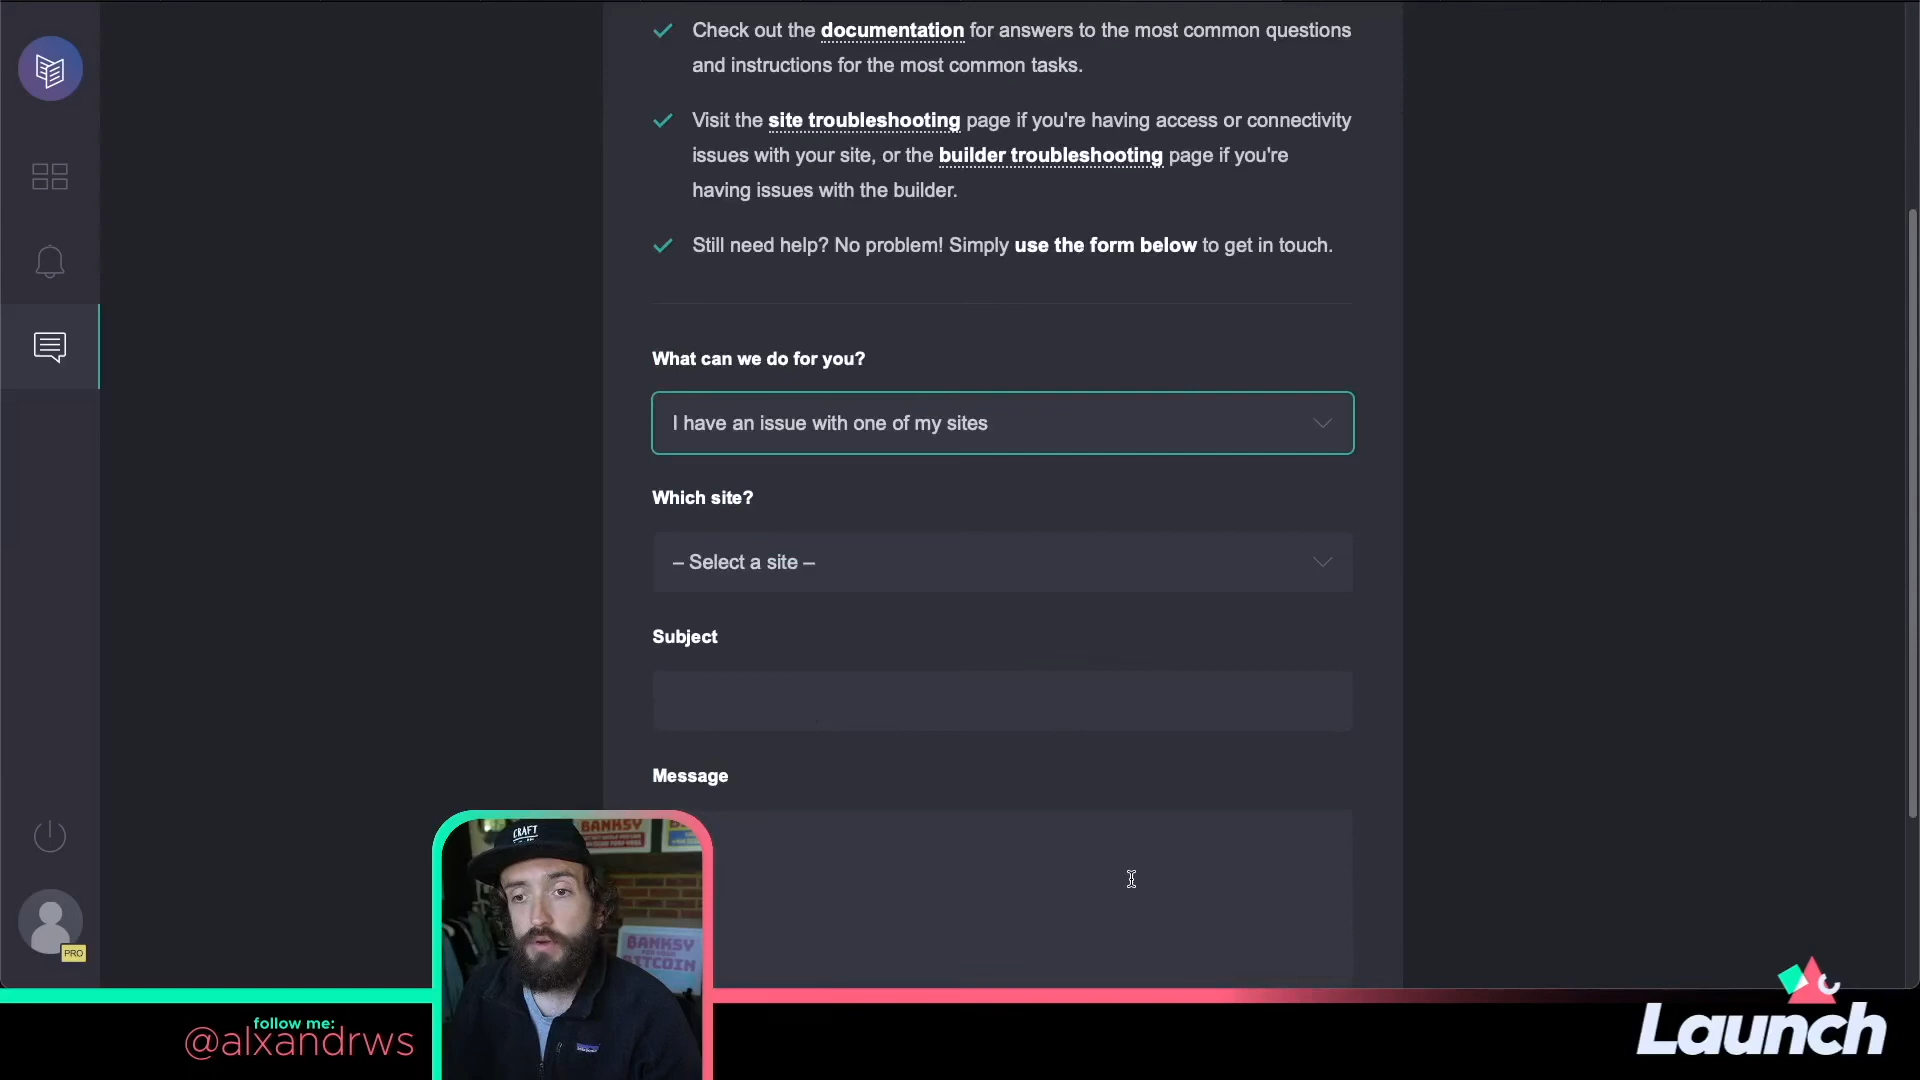 Check out the documentation for answers to the most common questions
and instructions for the most common tasks.
Visit the site troubleshooting page if you're having access or connectivity
issues with your site, or the builder troubleshooting page if you're
having issues with the builder.
Still need help? No problem! Simply use the form below to get in touch.
What can we do for you?
I have an issue with one of my sites
Which site?
– Select a site –
Subject
Message
PRO
CRAFT
BANKSY
BANKSY
BITCOIN
follow me:
@alxandrws
Launch